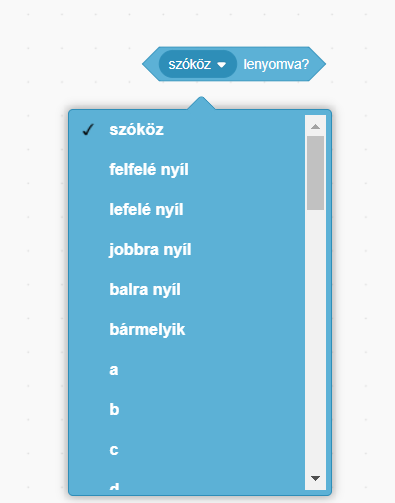 szóköz lenyomva?
szóköz
felfelé nyíl
lefelé nyíl
jobbra nyíl
balra nyíl
bármelyik
a
b
c
d